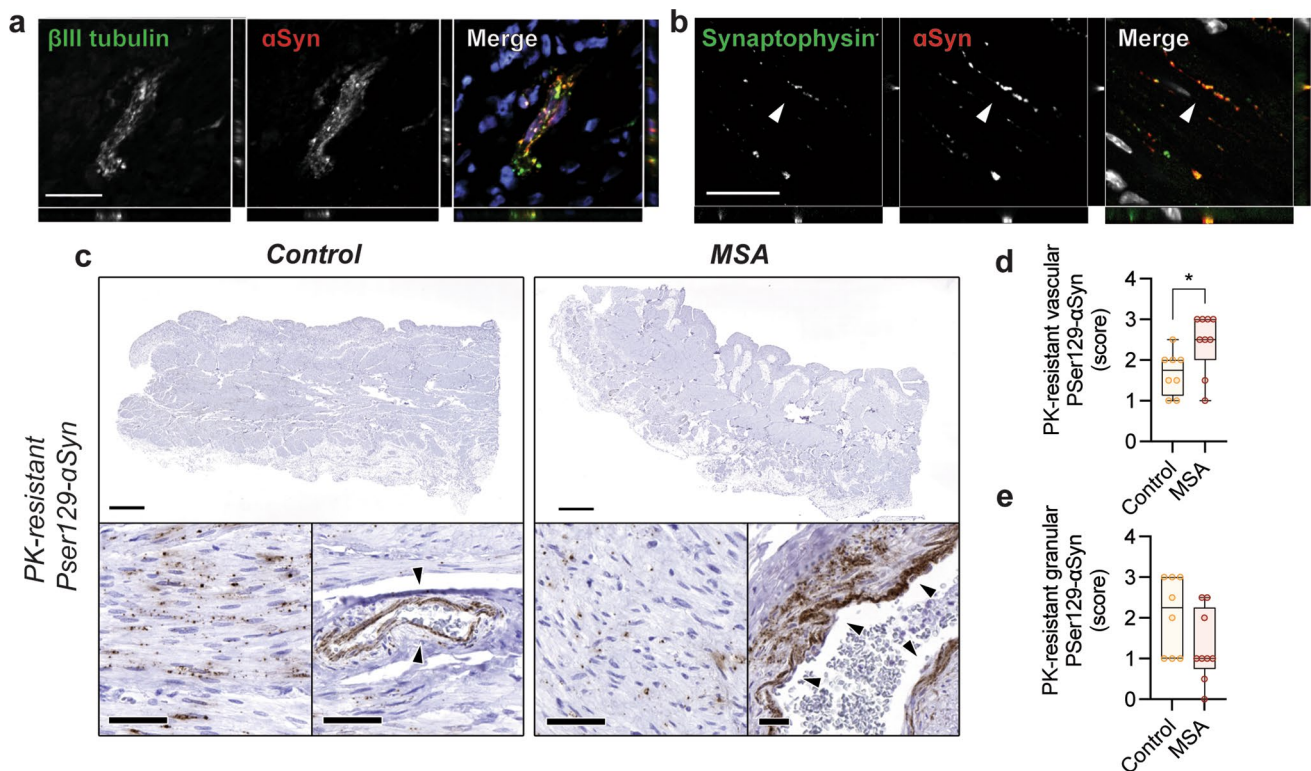 a
βIII tubulin
αSyn
Merge
b
Synaptophysin
αSyn
Merge
c
Control
MSA
PK-resistant
Pser129-αSyn
d
PK-resistant vascular
PSer129-αSyn
(score)
4
3
2
1
0
*
Control
MSA
e
PK-resistant granular
PSer129-αSyn
(score)
4
3
2
1
0
Control
MSA